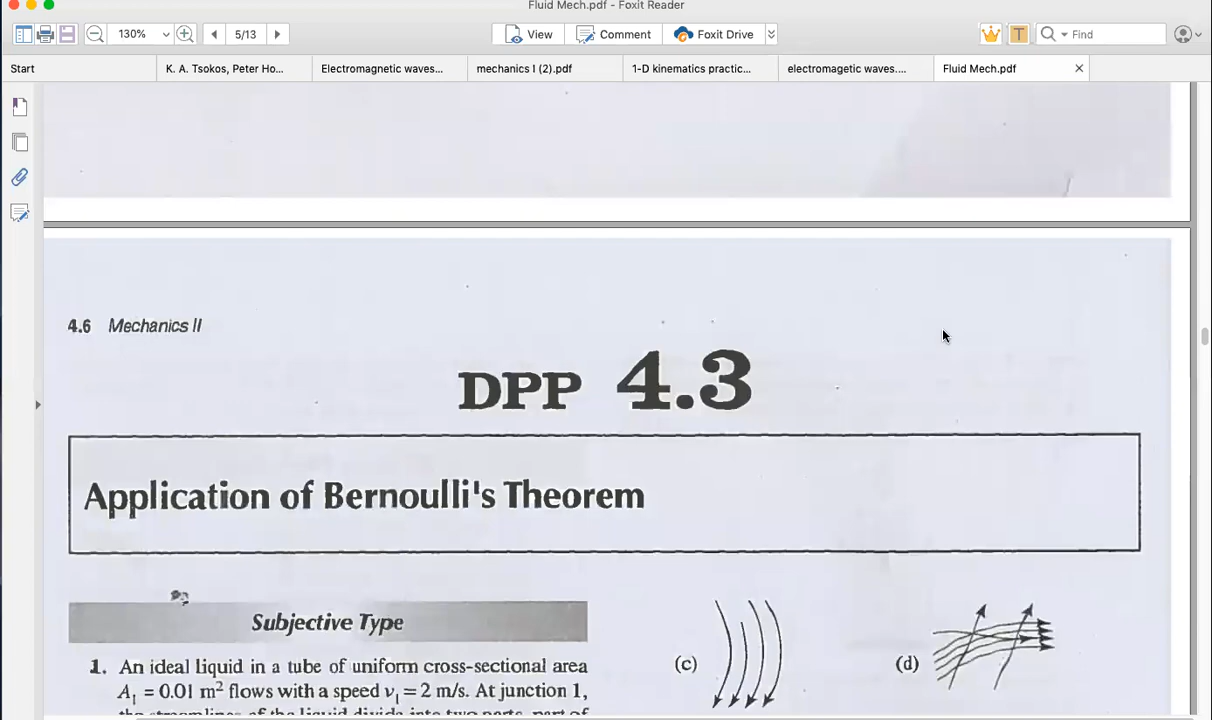 Fluid Mech.pdf - Foxit Reader
130%
5/13
View
Comment
Foxit Drive
T
Find
Start
K. A. Tsokos, Peter Ho...
Electromagnetic waves...
mechanics I (2).pdf
1-D kinematics practic...
electromagetic waves....
Fluid Mech.pdf
4.6 Mechanics II
DPP 4.3
Application of Bernoulli's Theorem
Subjective Type
1. An ideal liquid in a tube of uniform cross-sectional area
A₁ = 0.01 m² flows with a speed v₁ = 2 m/s. At junction 1,
the streamlines of the liquid divide into two parts, part of
(c)
(d)